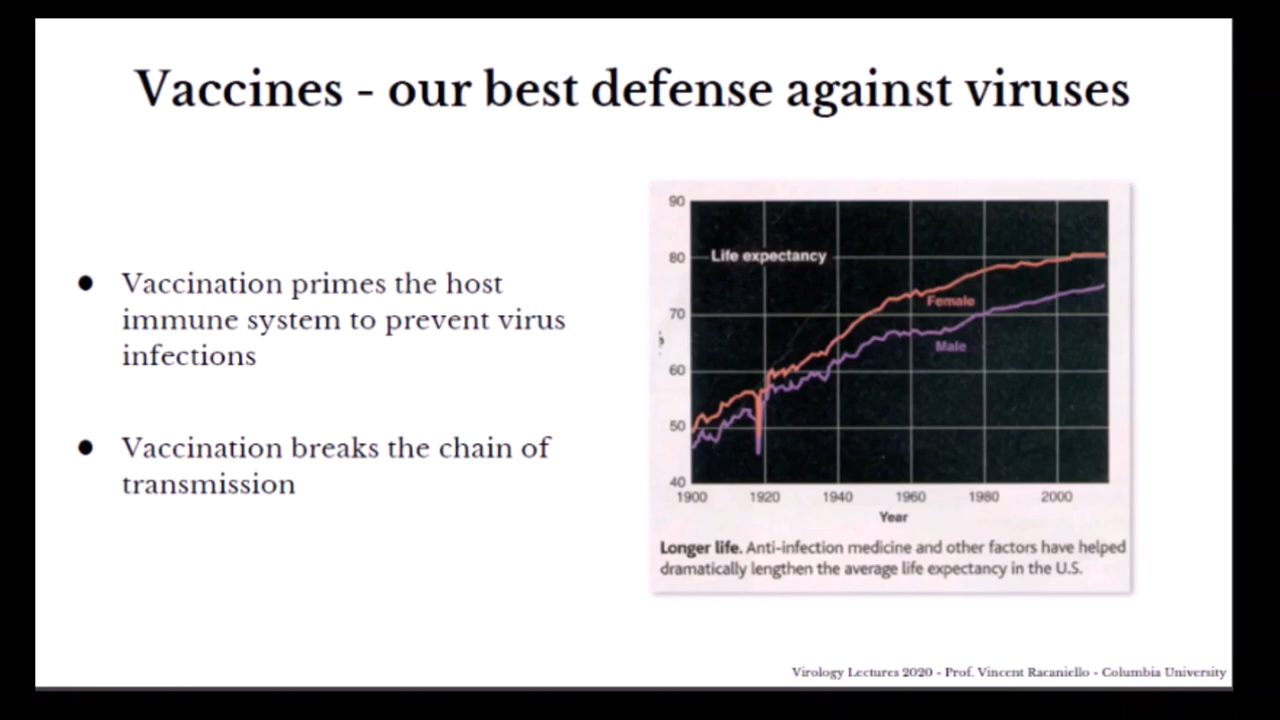 Vaccines - our best defense against viruses
● Vaccination primes the host
immune system to prevent virus
infections
● Vaccination breaks the chain of
transmission
90
80
70
60
50
40
Life expectancy
Female
Male
1900 1920 1940 1960 1980 2000
Year
Longer life. Anti-infection medicine and other factors have helped
dramatically lengthen the average life expectancy in the U.S.
Virology Lectures 2020 - Prof. Vincent Racaniello - Columbia University